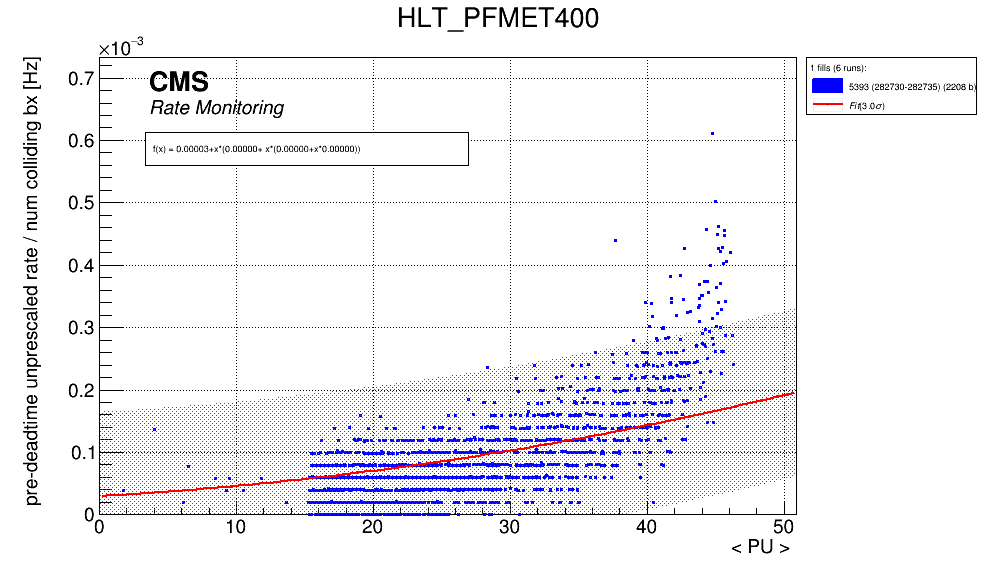 HLT_PFMET400
×10⁻³
pre-deadtime unprescaled rate / num colliding bx [Hz]
0.7
0.6
0.5
0.4
0.3
0.2
0.1
0
CMS
Rate Monitoring
f(x) = 0.00003+x*(0.00000+ x*(0.00000+x*0.00000))
1 fills (6 runs):
5393 (282730-282735) (2208 b)
Fit(3.0σ)
0 10 20 30 40 50
< PU >